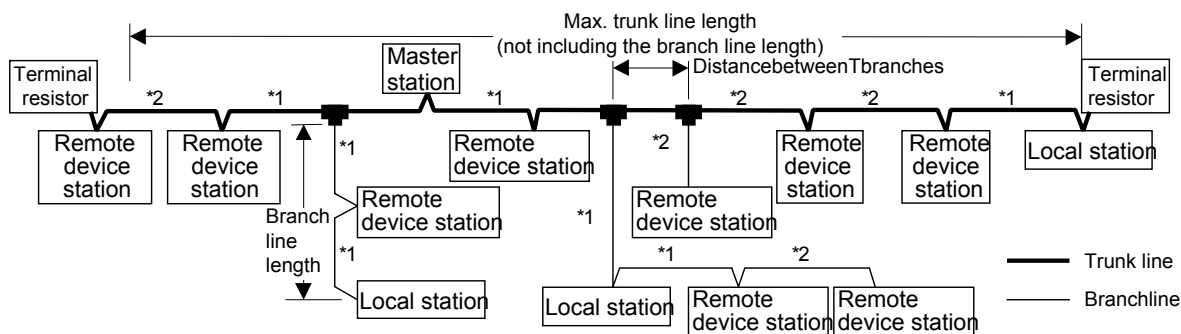 Max. trunk line length
(not including the branch line length)
Master
station
DistancebetweenTbranches
Terminal
resistor
Terminal
resistor
*2
*1
*1
*2
*2
*1
Remote
device
station
Remote
device
station
*1
Remote
device station
*2
Remote
device
station
Remote
device
station
Local station
Branch
line
length
Remote
device station
*1
Remote
device station
*1
*1
*2
Local station
Local station
Remote
device station
Remote
device station
Trunk line
Branchline